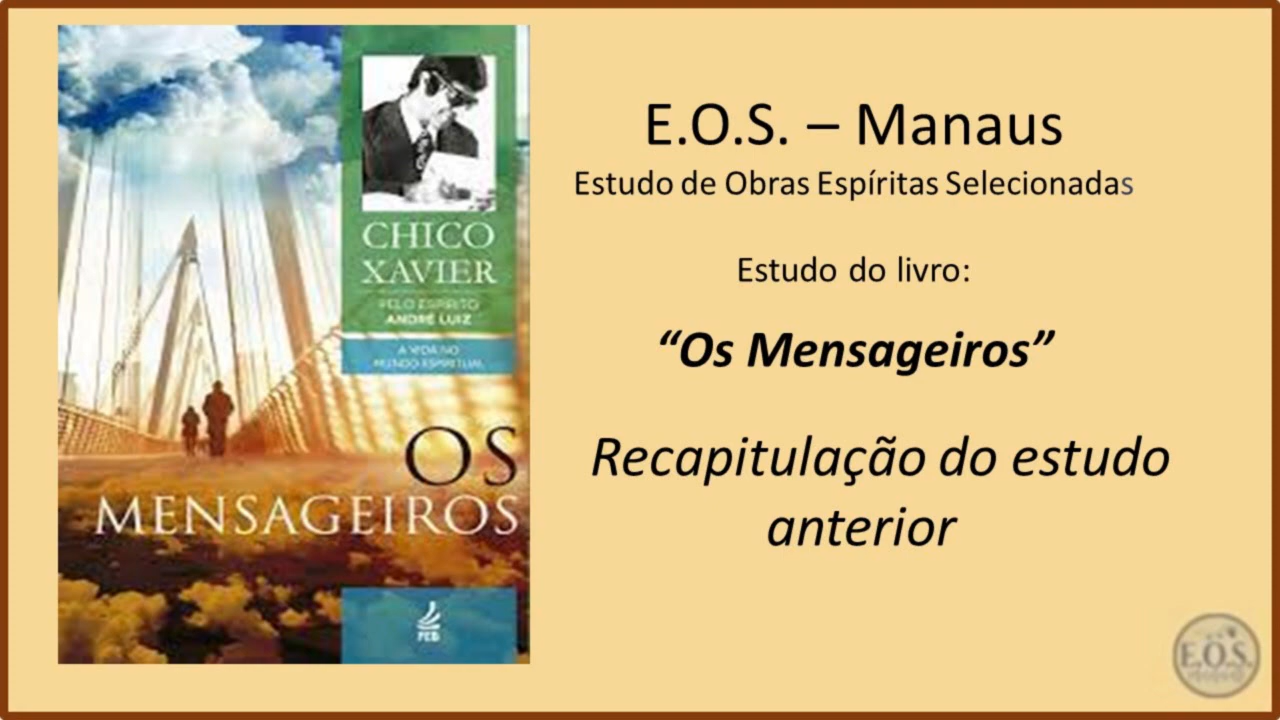 CHICO
XAVIER
PELO ESPÍRITO
ANDRÉ LUIZ
A VIDA NO
MUNDO ESPIRITUAL
OS
MENSAGEIROS
FEB
E.O.S. – Manaus
Estudo de Obras Espíritas Selecionadas
Estudo do livro:
“Os Mensageiros”
Recapitulação do estudo
anterior
E.O.S.